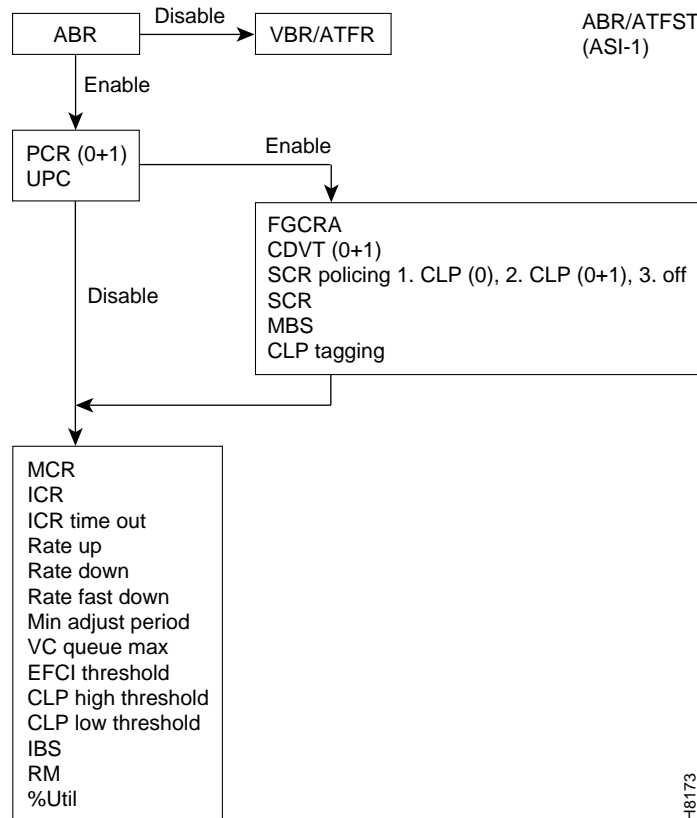 ABR
Disable
VBR/ATFR
ABR/ATFST
(ASI-1)
Enable
PCR (0+1)
UPC
Enable
FGCRA
CDVT (0+1)
SCR policing 1. CLP (0), 2. CLP (0+1), 3. off
SCR
MBS
CLP tagging
Disable
MCR
ICR
ICR time out
Rate up
Rate down
Rate fast down
Min adjust period
VC queue max
EFCI threshold
CLP high threshold
CLP low threshold
IBS
RM
%Util
H8173